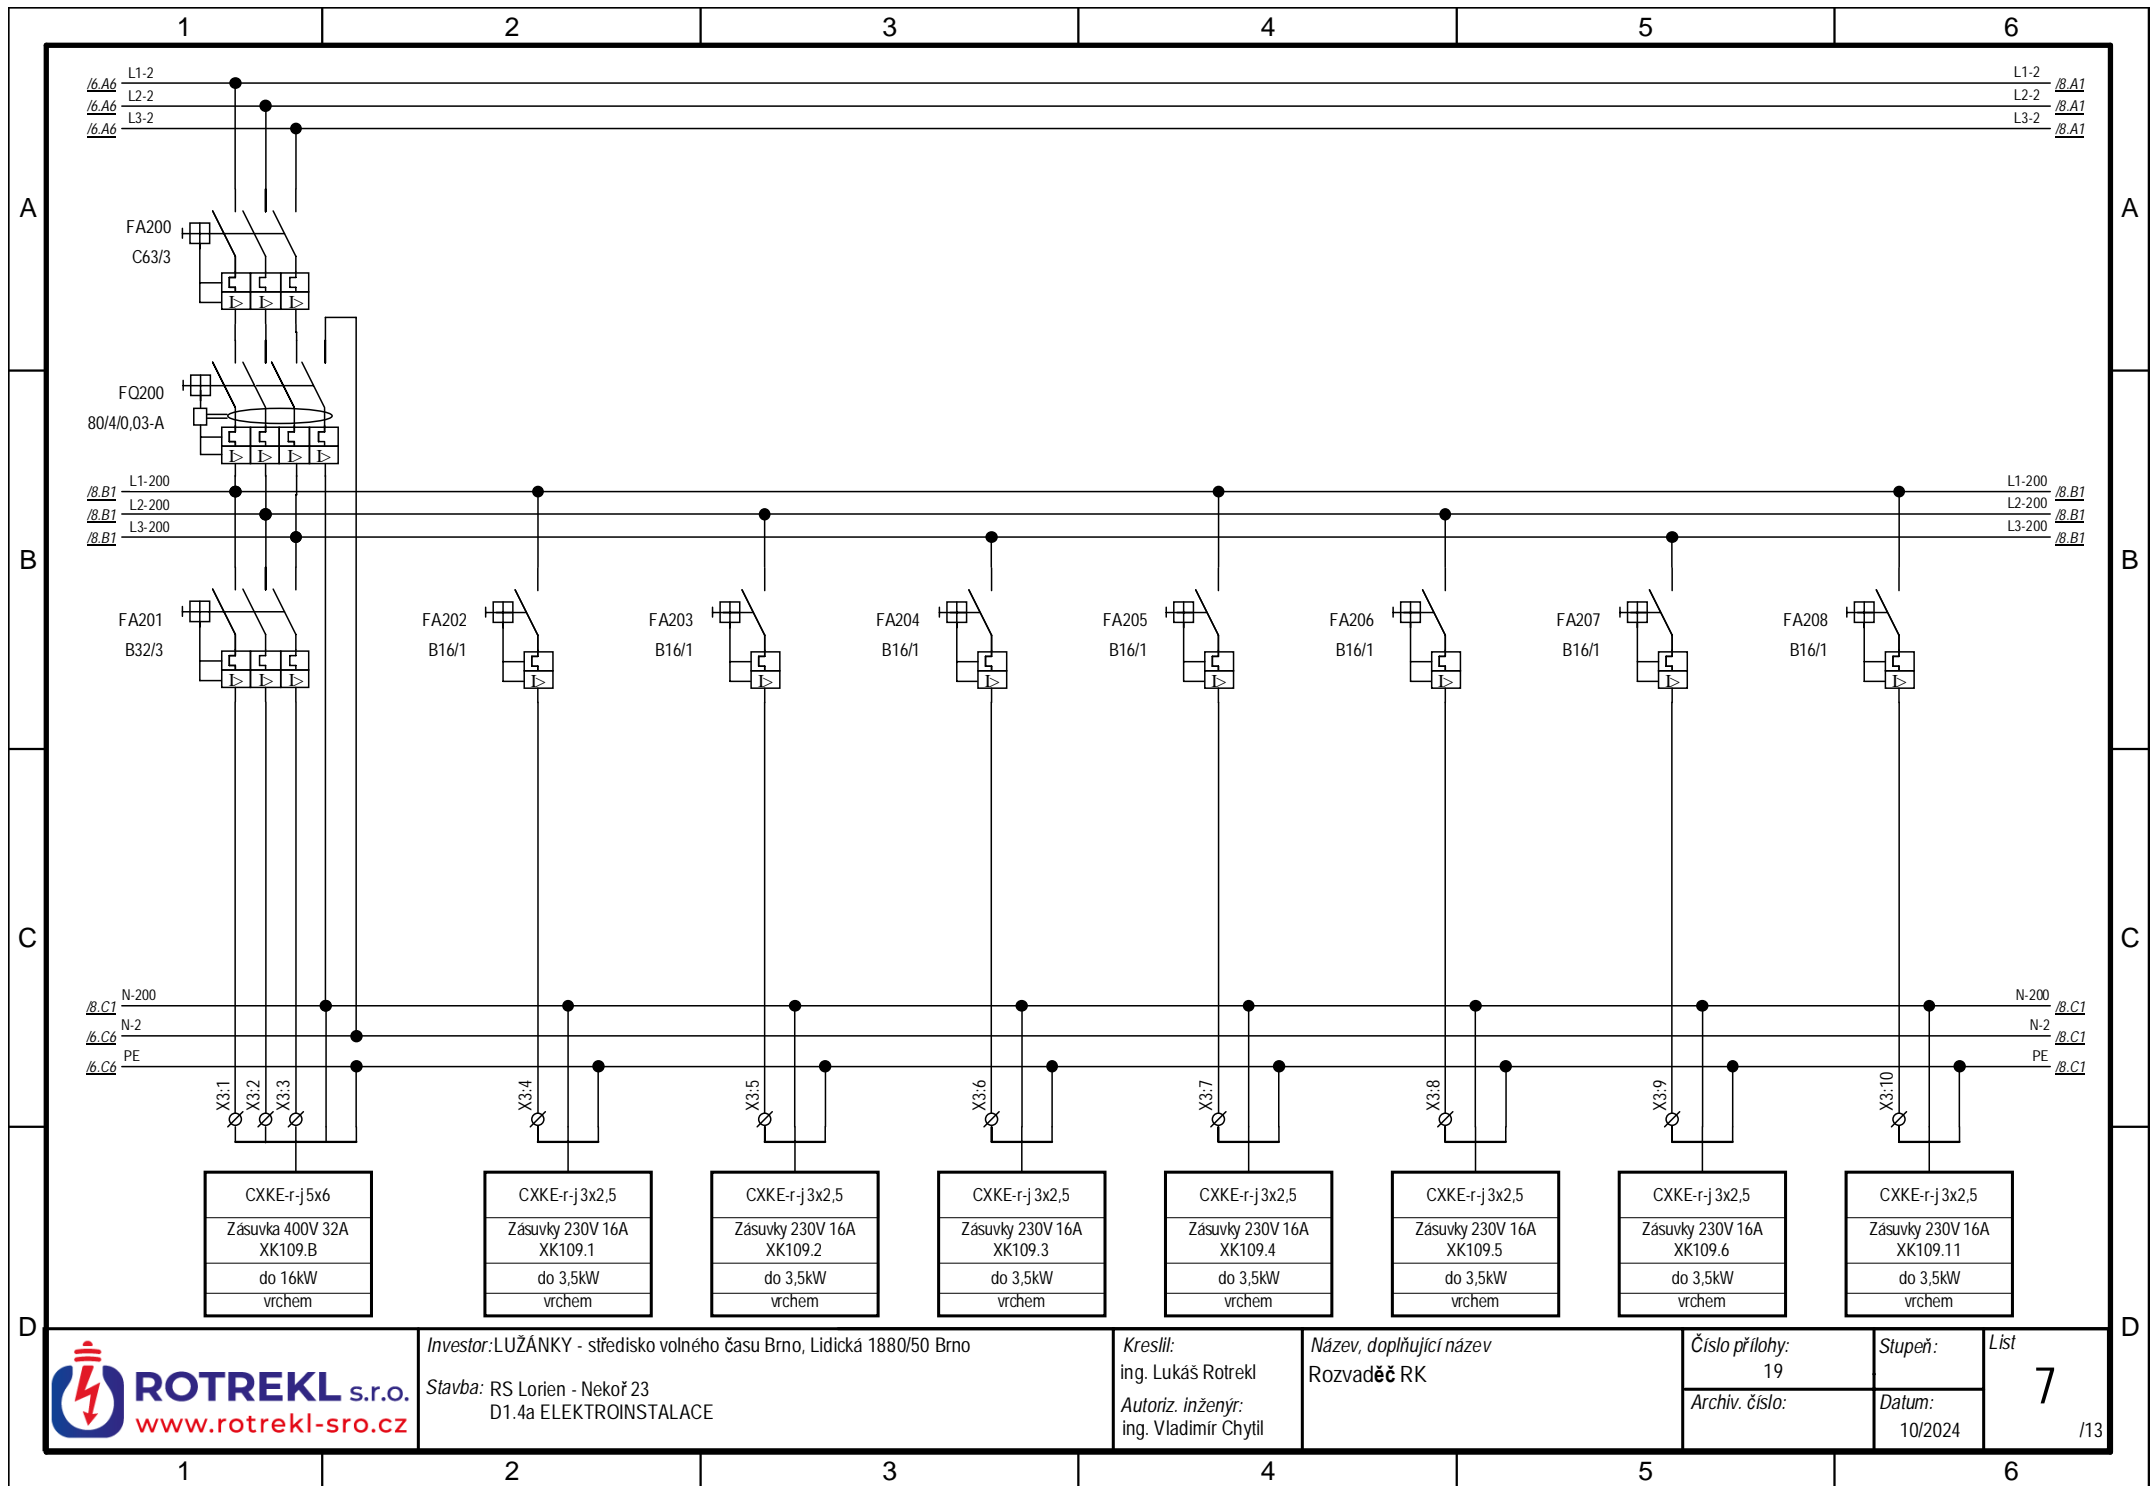 1 2 3 4 5 6
/6.A6 L1-2 L1-2 /8.A1
/6.A6 L2-2 L2-2 /8.A1
/6.A6 L3-2 L3-2 /8.A1
A A
FA200
C63/3
I> I> I>
FQ200
80/4/0,03-A
I> I> I> I>
/8.B1 L1-200 L1-200 /8.B1
/8.B1 L2-200 L2-200 /8.B1
/8.B1 L3-200 L3-200 /8.B1
B B
FA201 FA202 FA203 FA204 FA205 FA206 FA207 FA208
B32/3 B16/1 B16/1 B16/1 B16/1 B16/1 B16/1 B16/1
I> I> I> I> I> I> I> I> I> I>
C C
/8.C1 N-200 N-200 /8.C1
/6.C6 N-2 N-2 /8.C1
/6.C6 PE PE /8.C1
X3:1 X3:2 X3:3 X3:4 X3:5 X3:6 X3:7 X3:8 X3:9 X3:10
CXKE-r-j 5x6 CXKE-r-j 3x2,5 CXKE-r-j 3x2,5 CXKE-r-j 3x2,5 CXKE-r-j 3x2,5 CXKE-r-j 3x2,5 CXKE-r-j 3x2,5 CXKE-r-j 3x2,5
Zásuvka 400V 32A Zásuvky 230V 16A Zásuvky 230V 16A Zásuvky 230V 16A Zásuvky 230V 16A Zásuvky 230V 16A Zásuvky 230V 16A Zásuvky 230V 16A
XK109.B XK109.1 XK109.2 XK109.3 XK109.4 XK109.5 XK109.6 XK109.11
do 16kW do 3,5kW do 3,5kW do 3,5kW do 3,5kW do 3,5kW do 3,5kW do 3,5kW
vrchem vrchem vrchem vrchem vrchem vrchem vrchem vrchem
D D
ROTREKL s.r.o.
www.rotrekl-sro.cz
Investor: LUŽÁNKY - středisko volného času Brno, Lidická 1880/50 Brno
Stavba: RS Lorien - Nekoř 23
D1.4a ELEKTROINSTALACE
Kreslil:
ing. Lukáš Rotrekl
Autoriz. inženýr:
ing. Vladimír Chytil
Název, doplňující název
Rozvaděč RK
Číslo přílohy:
19
Archiv. číslo:
Stupeň:
Datum:
10/2024
List
7
/13
1 2 3 4 5 6